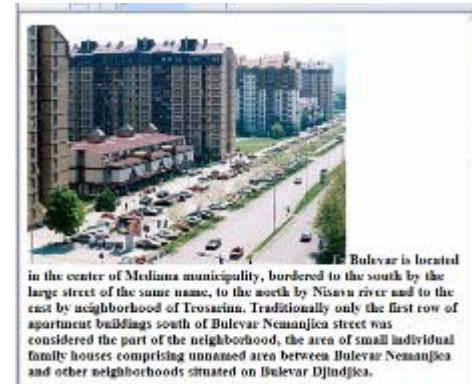 Bulevar is located
in the center of Mediana municipality, bordered to the south by the
large street of the same name, to the north by Nisava river and to the
east by neighborhood of Trosarina. Traditionally only the first row of
apartment buildings south of Bulevar Nemanjica street was
considered the part of the neighborhood, the area of small individual
family houses comprising unnamed area between Bulevar Nemanjica
and other neighborhoods situated on Bulevar Djindjica.